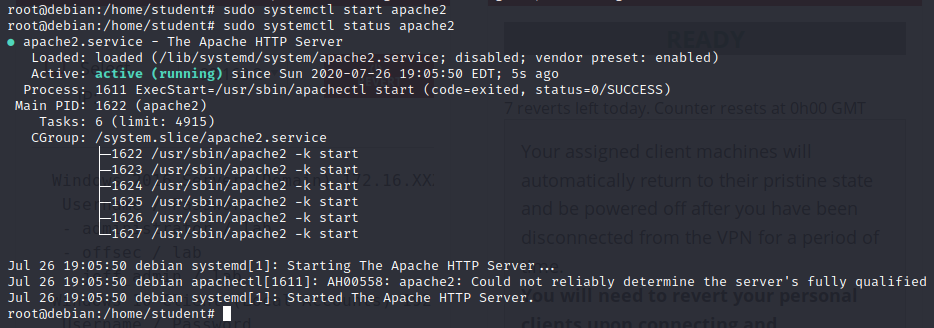 root@debian:/home/student# sudo systemctl start apache2
root@debian:/home/student# sudo systemctl status apache2
● apache2.service - The Apache HTTP Server
   Loaded: loaded (/lib/systemd/system/apache2.service; disabled; vendor preset: enabled)
   Active: active (running) since Sun 2020-07-26 19:05:50 EDT; 5s ago
  Process: 1611 ExecStart=/usr/sbin/apachectl start (code=exited, status=0/SUCCESS)
 Main PID: 1622 (apache2)
    Tasks: 6 (limit: 4915)
   CGroup: /system.slice/apache2.service
           ├─1622 /usr/sbin/apache2 -k start
           ├─1623 /usr/sbin/apache2 -k start
           ├─1624 /usr/sbin/apache2 -k start
           ├─1625 /usr/sbin/apache2 -k start
           ├─1626 /usr/sbin/apache2 -k start
           └─1627 /usr/sbin/apache2 -k start
Jul 26 19:05:50 debian systemd[1]: Starting The Apache HTTP Server...
Jul 26 19:05:50 debian apachectl[1611]: AH00558: apache2: Could not reliably determine the server's fully qualified
Jul 26 19:05:50 debian systemd[1]: Started The Apache HTTP Server.
root@debian:/home/student#
READY
7 reverts left today. Counter resets at 0h00 GMT
Your assigned client machines will
automatically return to their pristine state
and be powered off after you have been
disconnected from the VPN for a period of
You will need to revert your personal
clients upon connecting and
2.16.XX
- offsec / lab
Username / Password